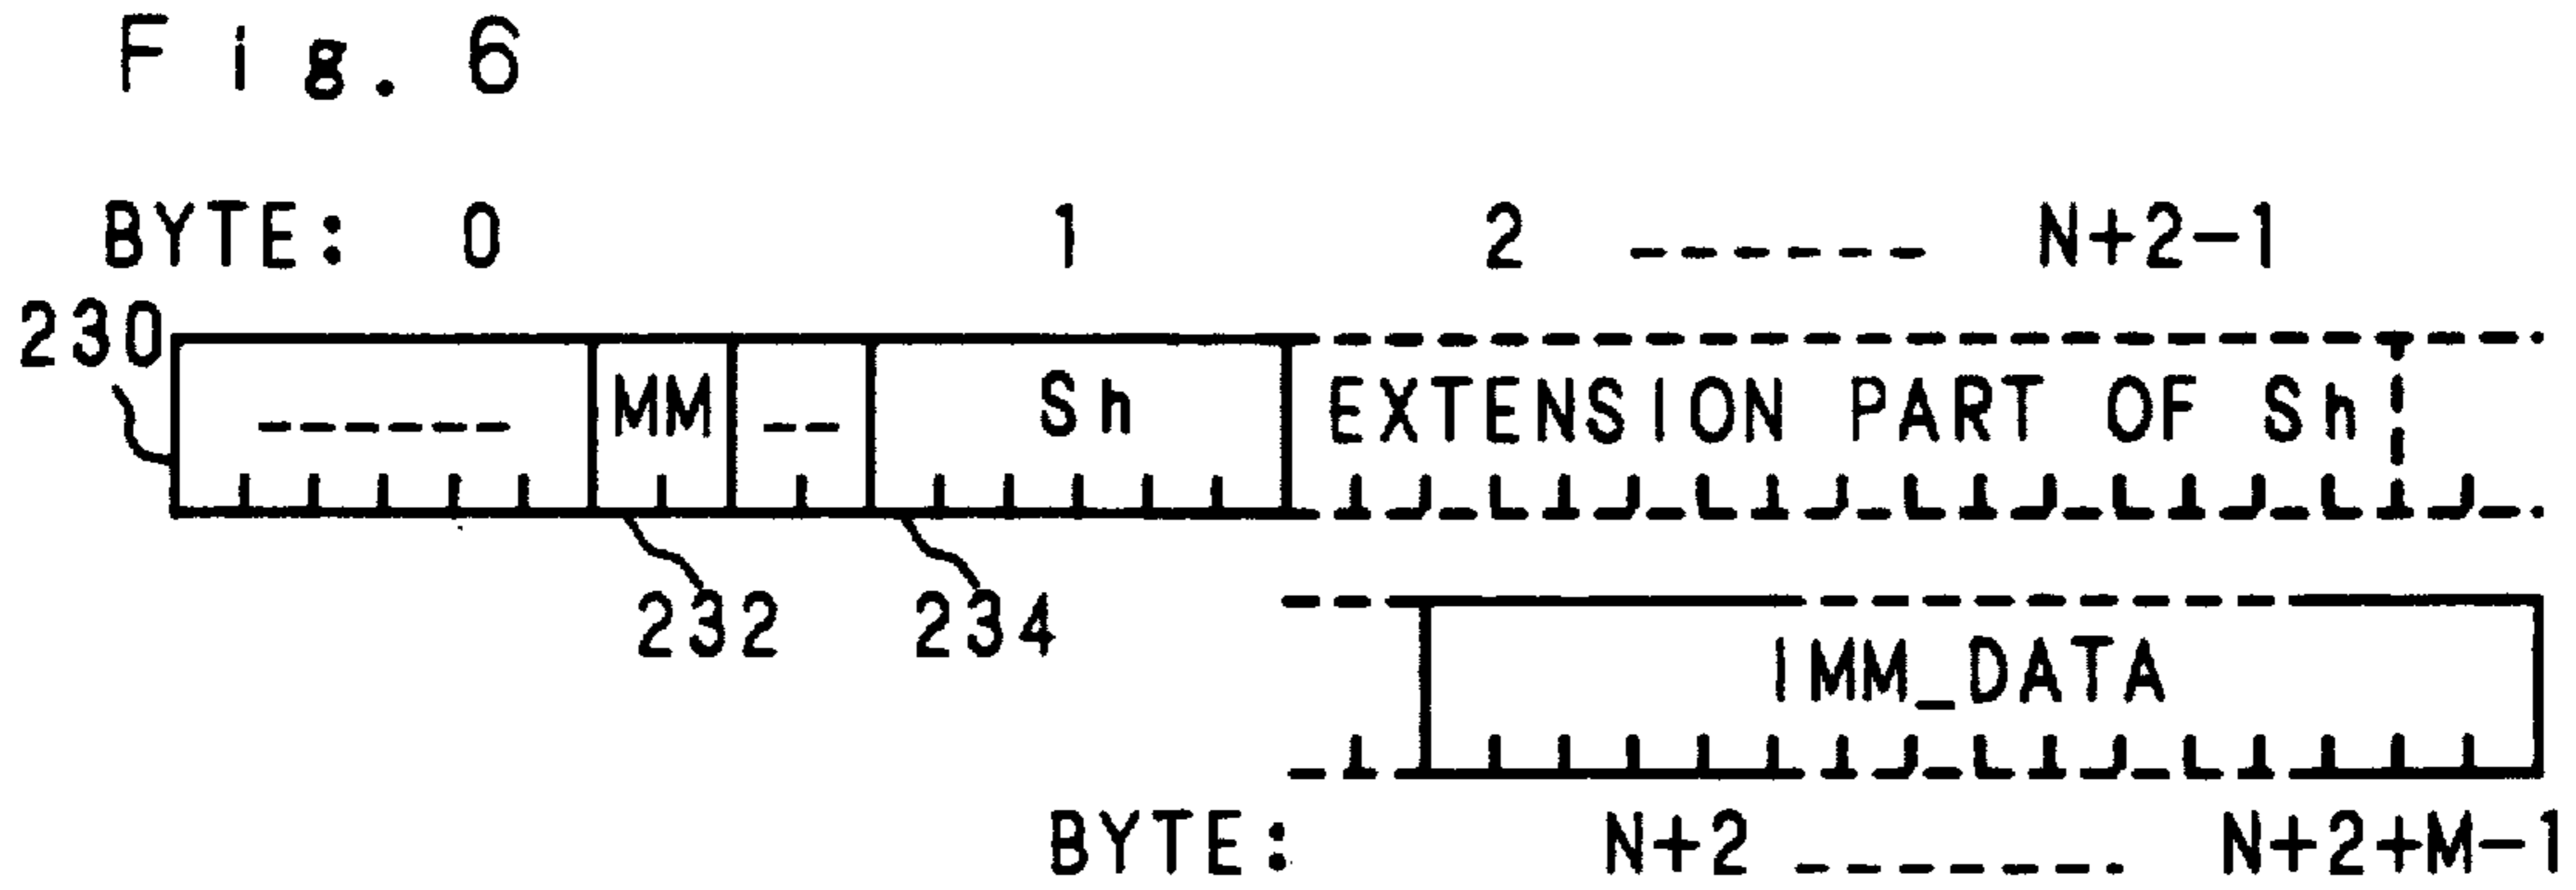 Fig. 6
BYTE: 0 1 2 ------ N+2-1
230
------ MM -- Sh EXTENSION PART OF Sh
232 234
IMM_DATA
BYTE: N+2 ------- N+2+M-1